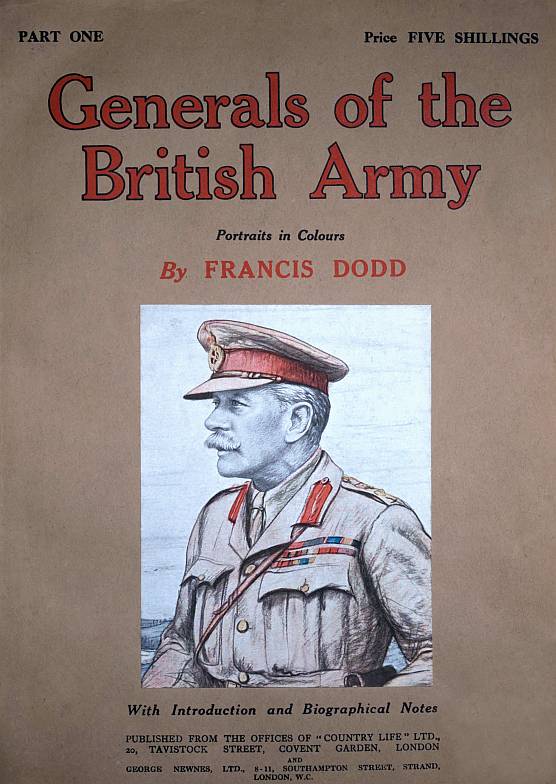 PART ONE
Price FIVE SHILLINGS
Generals of the
British Army
Portraits in Colours
By FRANCIS DODD
With Introduction and Biographical Notes
PUBLISHED FROM THE OFFICES OF "COUNTRY LIFE" LTD.,
20, TAVISTOCK STREET, COVENT GARDEN, LONDON
AND
GEORGE NEWNES, LTD., 8-11, SOUTHAMPTON STREET, STRAND,
LONDON, W.C.